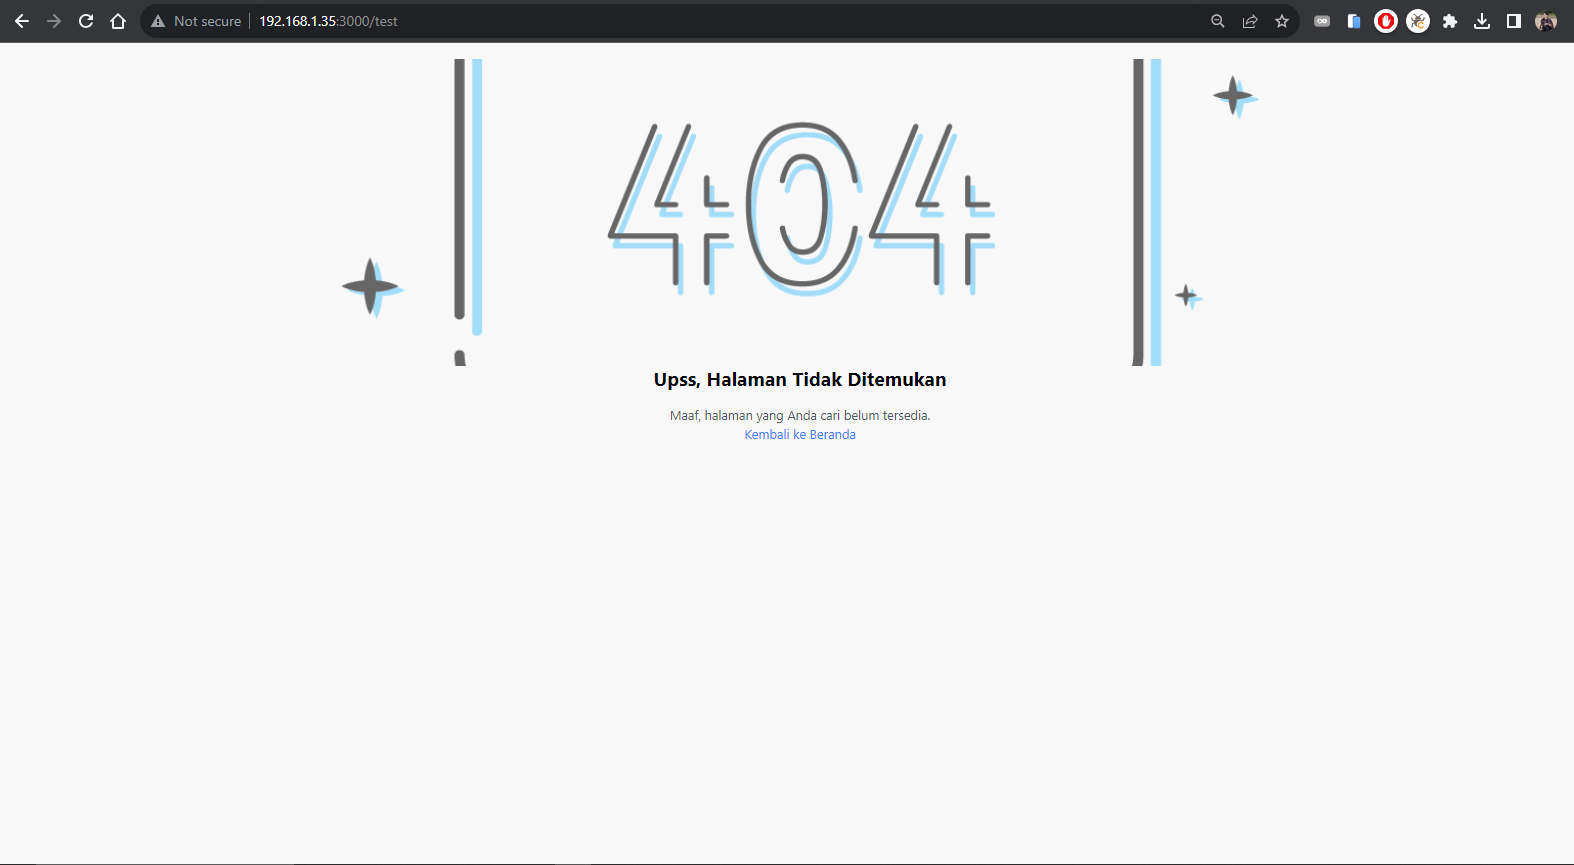 Not secure
192.168.1.35:3000/test
404
Upss, Halaman Tidak Ditemukan
Maaf, halaman yang Anda cari belum tersedia.
Kembali ke Beranda